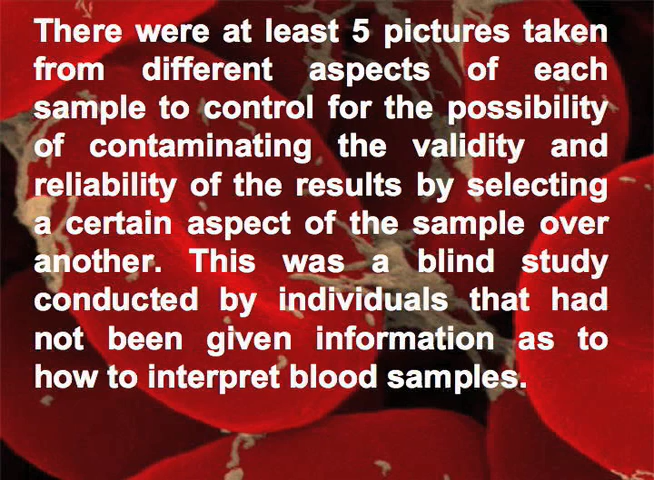 There were at least 5 pictures taken
from different aspects of each
sample to control for the possibility
of contaminating the validity and
reliability of the results by selecting
a certain aspect of the sample over
another. This was a blind study
conducted by individuals that had
not been given information as to
how to interpret blood samples.